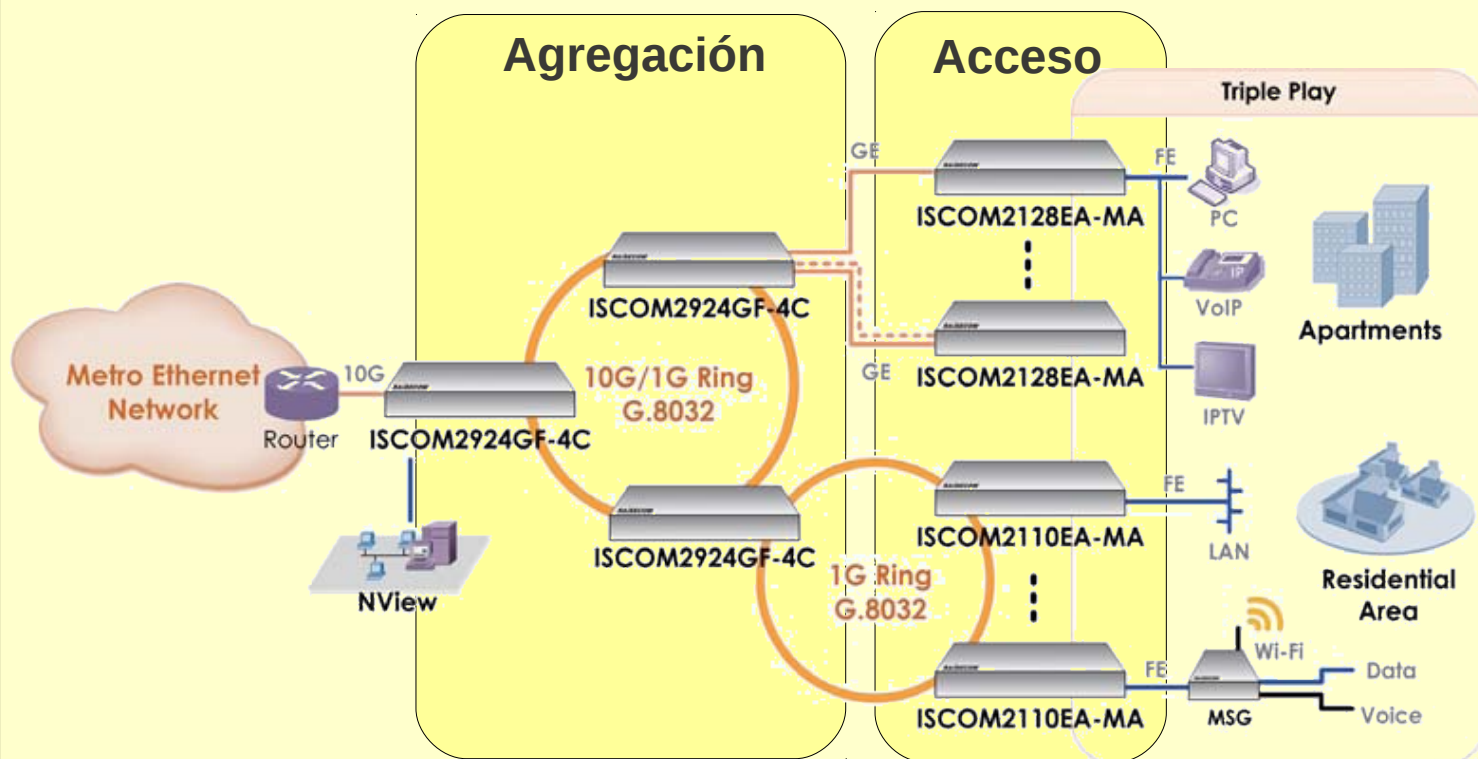 Agregación
Acceso
Triple Play
GE
FE
ISCOM2128EA-MA
PC
IP
VoIP
Apartments
ISCOM2924GF-4C
GE
ISCOM2128EA-MA
IPTV
Metro Ethernet
Network
Router
10G
ISCOM2924GF-4C
10G/1G Ring
G.8032
NView
ISCOM2924GF-4C
1G Ring
G.8032
ISCOM2110EA-MA
FE
LAN
Residential
Area
ISCOM2110EA-MA
FE
Wi-Fi
MSG
Data
Voice